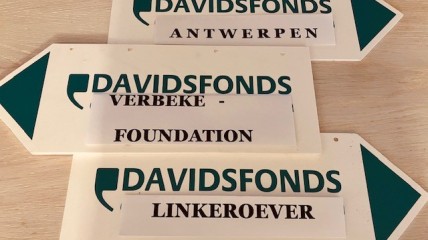 DAVIDSFONDS
ANTWERPEN
DAVIDSFONDS
VERBEKE -
FOUNDATION
DAVIDSFONDS
LINKEROEVER